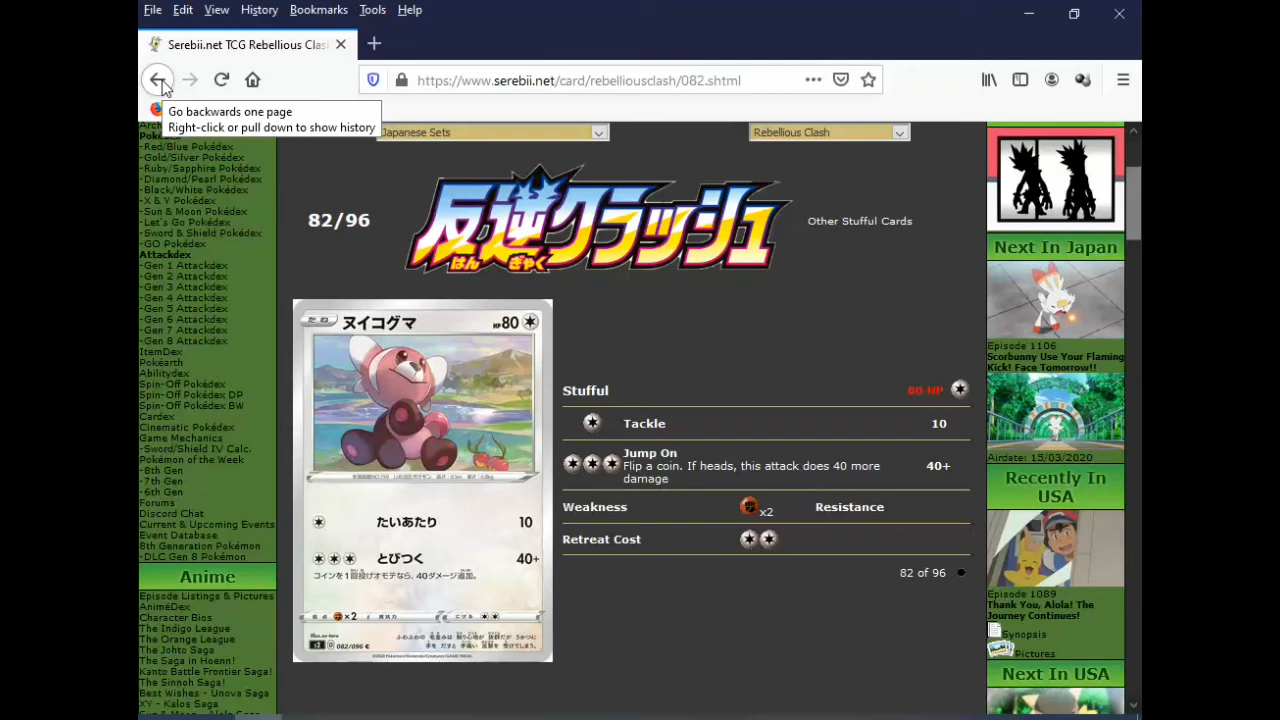 File Edit View History Bookmarks Tools Help
Serebii.net TCG Rebellious Clas
https://www.serebii.net/card/rebelliousclash/082.shtml
Go backwards one page
Right-click or pull down to show history
Japanese Sets
Rebellious Clash
-Red/Blue Pokédex
-Gold/Silver Pokédex
-Ruby/Sapphire Pokédex
-Diamond/Pearl Pokédex
-Black/White Pokédex
-X & Y Pokédex
-Sun & Moon Pokédex
-Let's Go Pokédex
-Sword & Shield Pokédex
-GO Pokédex
Attackdex
-Gen 1 Attackdex
-Gen 2 Attackdex
-Gen 3 Attackdex
-Gen 4 Attackdex
-Gen 5 Attackdex
-Gen 6 Attackdex
-Gen 7 Attackdex
-Gen 8 Attackdex
ItemDex
Pokéarth
Abilitydex
Spin-Off Pokédex
Spin-Off Pokédex DP
Spin-Off Pokédex BW
Cardex
Cinematic Pokédex
Game Mechanics
-Sword/Shield IV Calc.
Pokémon of the Week
-8th Gen
-7th Gen
-6th Gen
Forums
Discord Chat
Current & Upcoming Events
Event Database
8th Generation Pokémon
-DLC Gen 8 Pokémon
Anime
Episode Listings & Pictures
AniméDex
Character Bios
The Indigo League
The Orange League
The Johto Saga
The Saga in Hoenn!
Kanto Battle Frontier Saga!
The Sinnoh Saga!
Best Wishes - Unova Saga
XY - Kalos Saga
82/96
反逆クラッシュ
はん ぎゃく
Other Stufful Cards
たね ヌイコグマ HP80
たいあたり 10
とびつく 40+
コインを1回投げオモテなら、40ダメージ追加。
×2
082/096 C
Stufful 80 HP
Tackle 10
Jump On
Flip a coin. If heads, this attack does 40 more
damage
40+
Weakness x2 Resistance
Retreat Cost
82 of 96
Next In Japan
Episode 1106
Scorbunny Use Your Flaming
Kick! Face Tomorrow!!
Airdate: 15/03/2020
Recently In
USA
Episode 1089
Thank You, Alola! The
Journey Continues!
Synopsis
Pictures
Next In USA